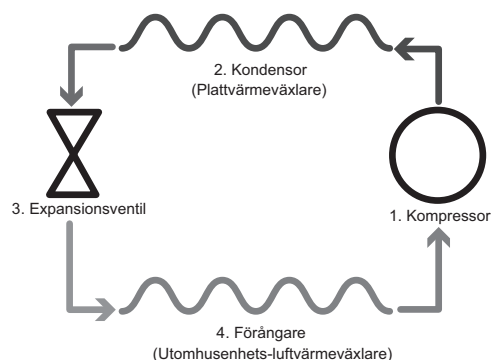 2. Kondensor
(Plattvärmeväxlare)
3. Expansionsventil
1. Kompressor
4. Förångare
(Utomhusenhets-luftvärmeväxlare)